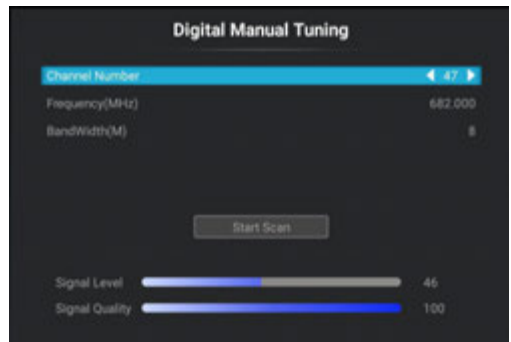 Digital Manual Tuning
Channel Number 47
Frequency(MHz) 682.000
BandWidth(M) 8
Start Scan
Signal Level 46
Signal Quality 100